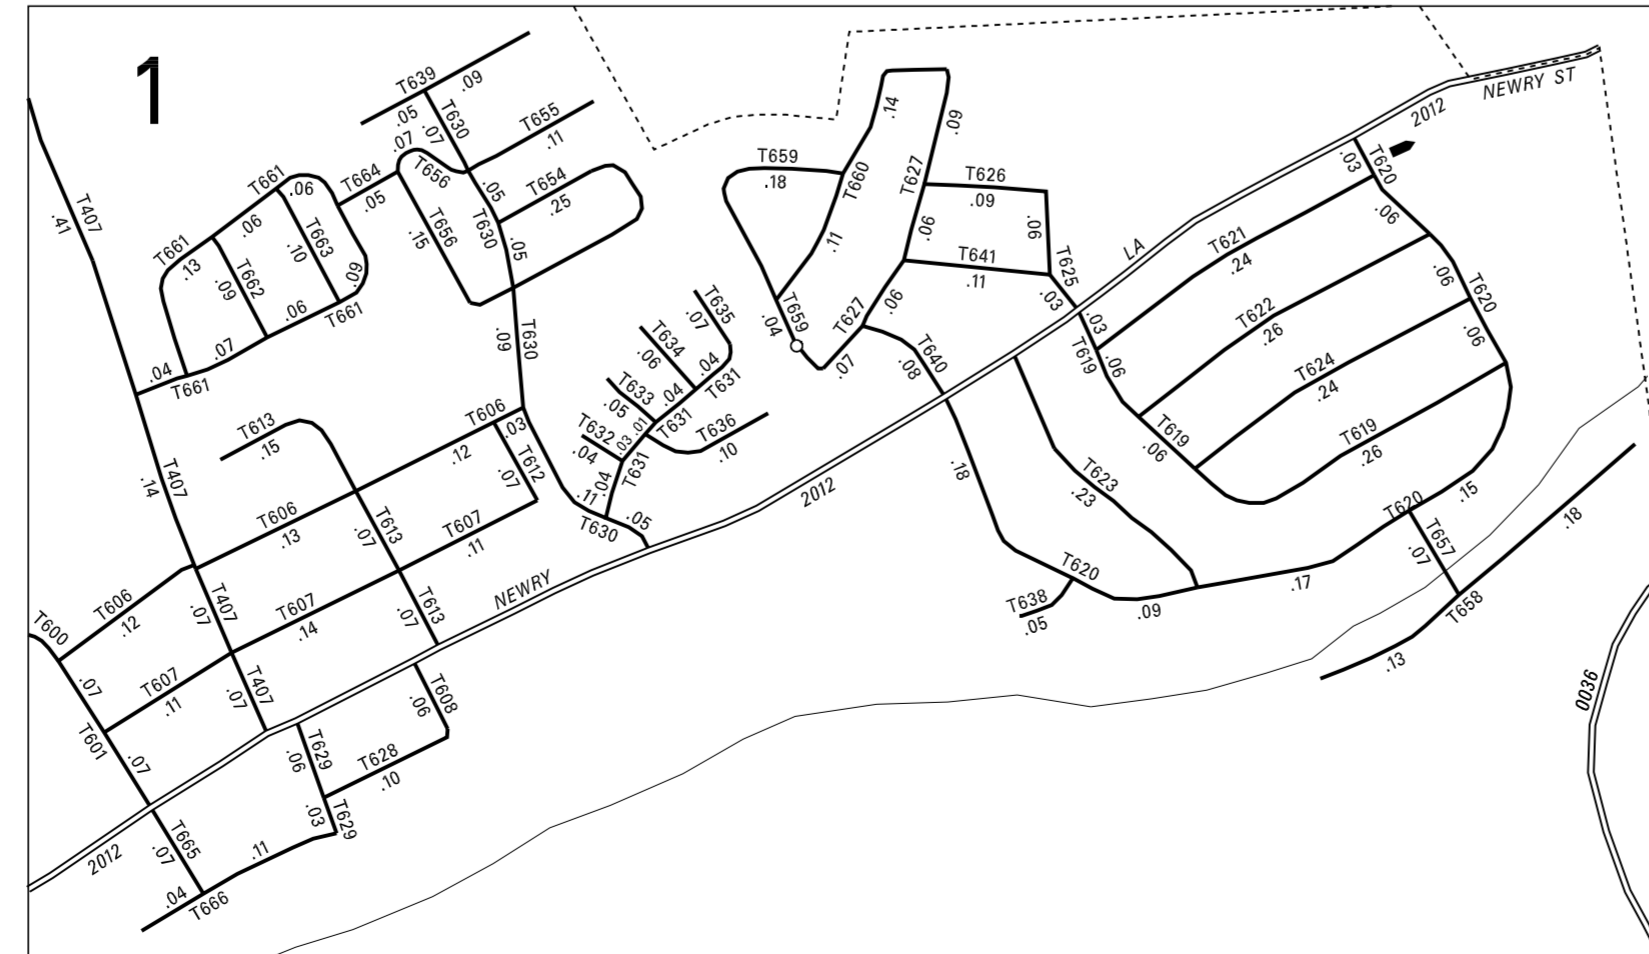 1
T639
.09
.05
T630
.07
.07
T655
.11
T656
T661
.06
T664
.05
T654
.25
.05
T407
.41
.06
T663
.10
T656
.15
T630
.05
T661
.13
T662
.09
.09
.06
T661
.07
.04
T661
T630
.09
T659
.18
T660
.14
.09
T627
T626
.09
.06
.06
.11
T641
.11
T625
.03
T659
.04
T627
.06
.07
T640
.08
T635
.07
T634
.06
.04
T631
T633
.05
.04
.01
T631
T632
.04
.03
T631
.04
T636
.10
T613
.15
T606
.12
.03
T612
.07
T407
.14
T606
.13
T613
.07
T607
.11
.11
T630
.05
NEWRY
LA
2012
NEWRY ST
2012
.03
T620
.06
T621
.24
.03
T619
.06
T622
.26
.06
T620
.06
T624
.24
T619
.06
T619
.26
T623
.23
.18
T620
.15
T657
.07
.18
T658
.13
.17
T620
.09
T638
.05
T600
T606
.12
T407
.07
T607
.14
T613
.07
.07
T607
.11
T407
.07
T601
.07
T608
.06
T629
.06
T628
.10
.03
T629
2012
T665
.07
.11
.04
T666
0036